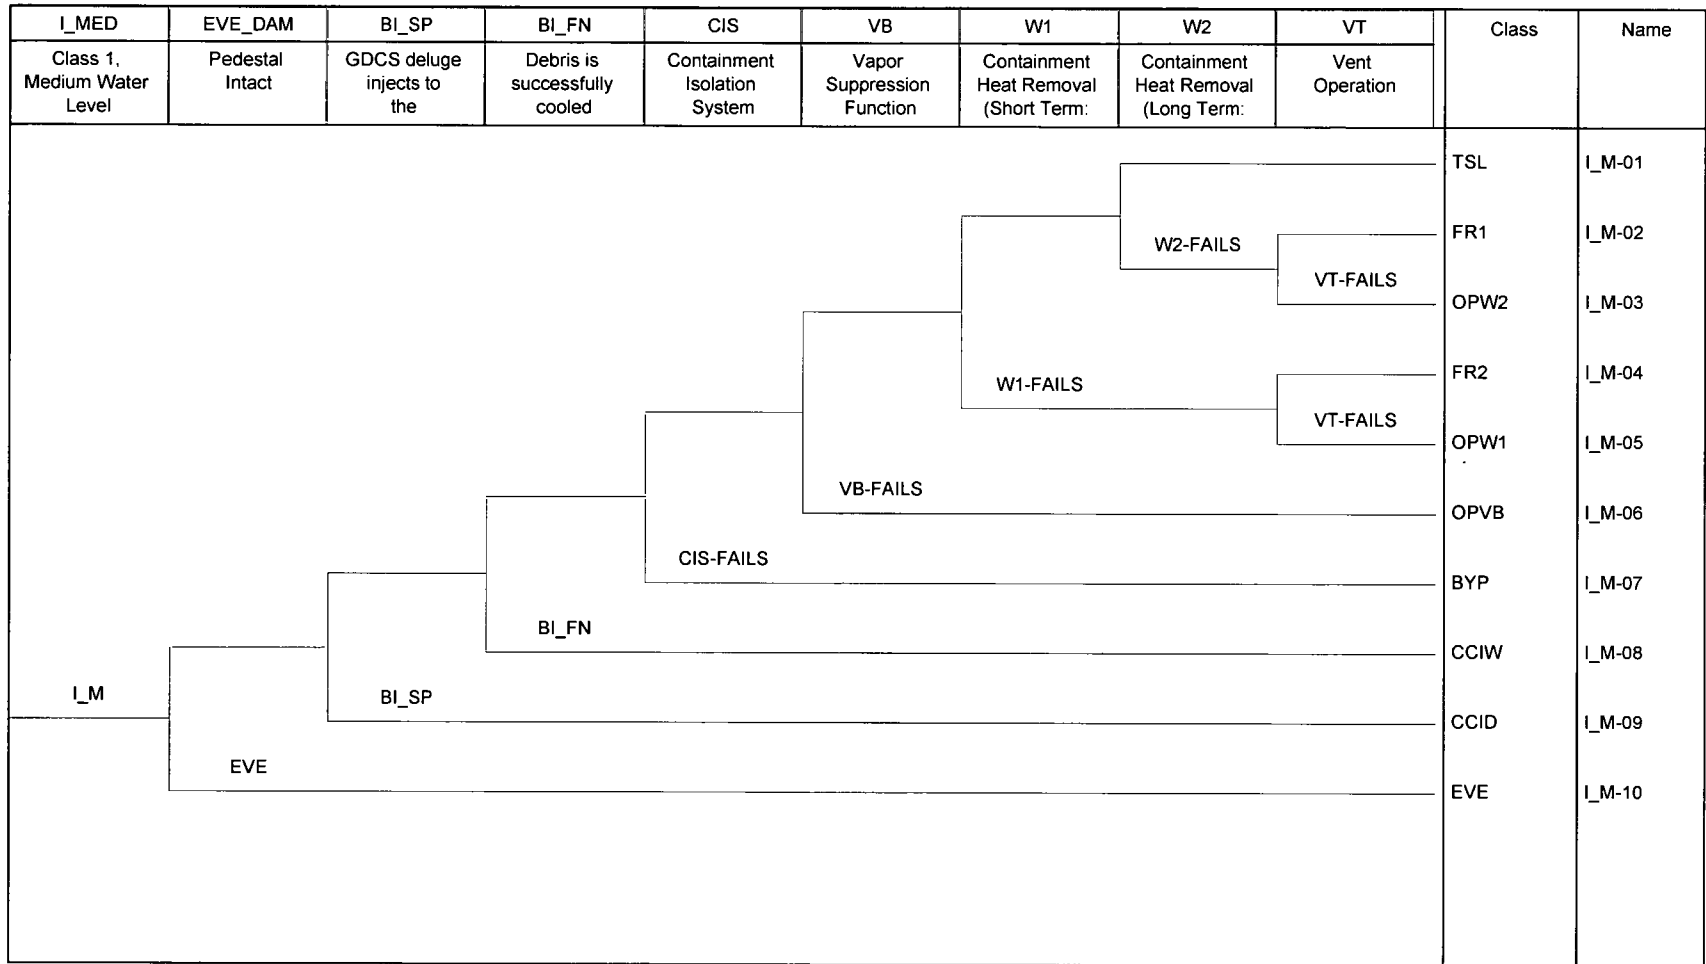 I_MED EVE_DAM BI_SP BI_FN CIS VB W1 W2 VT Class Name
Class 1, Medium Water Level
Pedestal Intact
GDCS deluge injects to the
Debris is successfully cooled
Containment Isolation System
Vapor Suppression Function
Containment Heat Removal (Short Term:
Containment Heat Removal (Long Term:
Vent Operation
TSL I_M-01
FR1 I_M-02
W2-FAILS
VT-FAILS
OPW2 I_M-03
FR2 I_M-04
W1-FAILS
VT-FAILS
OPW1 I_M-05
VB-FAILS
OPVB I_M-06
CIS-FAILS
BYP I_M-07
BI_FN
CCIW I_M-08
I_M
BI_SP
CCID I_M-09
EVE
EVE I_M-10